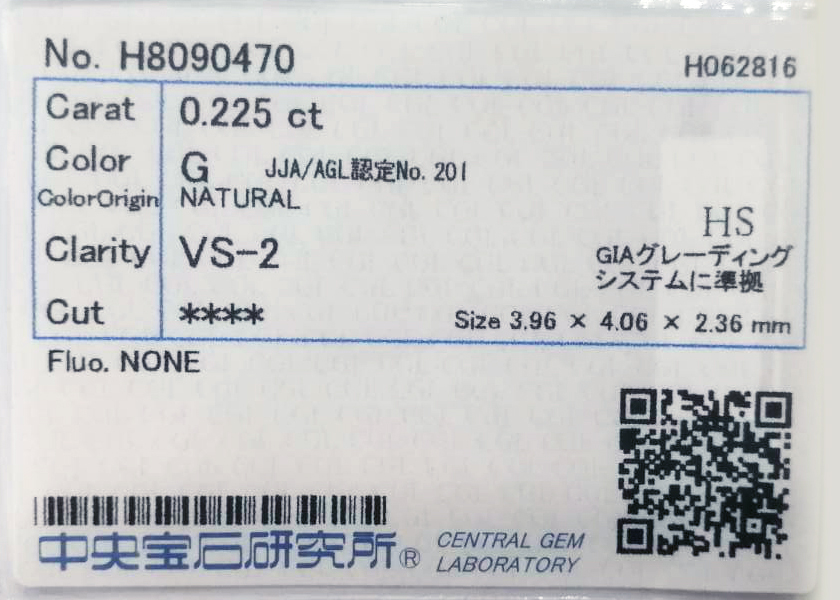 No. H8090470
H062816
Carat 0.225 ct
Color G JJA/AGL認定No. 201
ColorOrigin NATURAL
HS
Clarity VS-2
GIAグレーディング
システムに準拠
Cut ****
Size 3.96 × 4.06 × 2.36 mm
Fluo. NONE
中央宝石研究所® CENTRAL GEM
LABORATORY